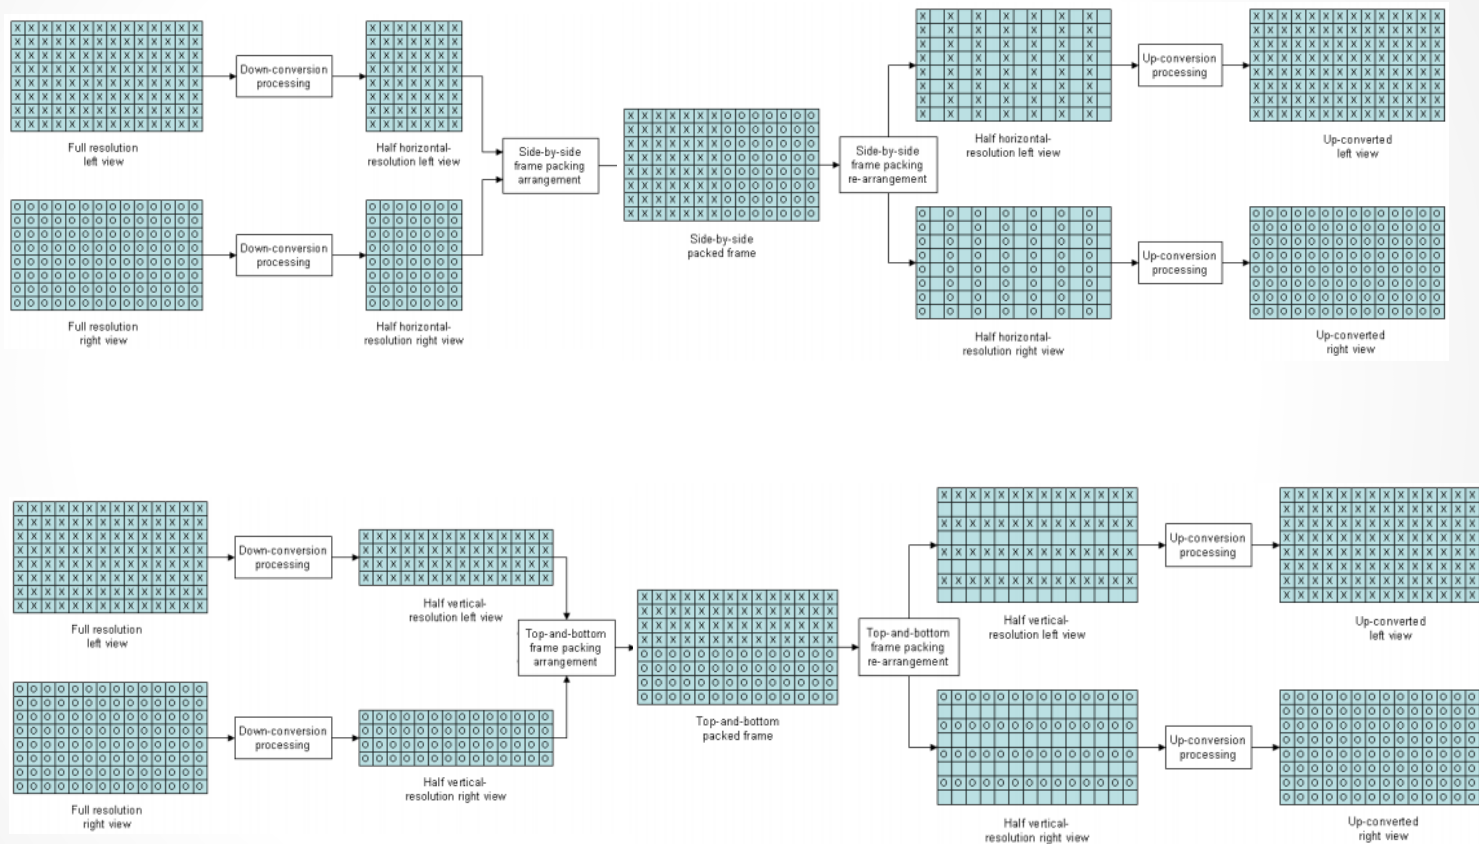 Down-conversion
processing
Full resolution
left view
Half horizontal-
resolution left view
Down-conversion
processing
Full resolution
right view
Half horizontal-
resolution right view
Side-by-side
frame packing
arrangement
Side-by-side
packed frame
Side-by-side
frame packing
re-arrangement
Half horizontal-
resolution left view
Up-conversion
processing
Up-converted
left view
Half horizontal-
resolution right view
Up-conversion
processing
Up-converted
right view
Down-conversion
processing
Full resolution
left view
Half vertical-
resolution left view
Down-conversion
processing
Full resolution
right view
Half vertical-
resolution right view
Top-and-bottom
frame packing
arrangement
Top-and-bottom
packed frame
Top-and-bottom
frame packing
re-arrangement
Half vertical-
resolution left view
Up-conversion
processing
Up-converted
left view
Half vertical-
resolution right view
Up-conversion
processing
Up-converted
right view